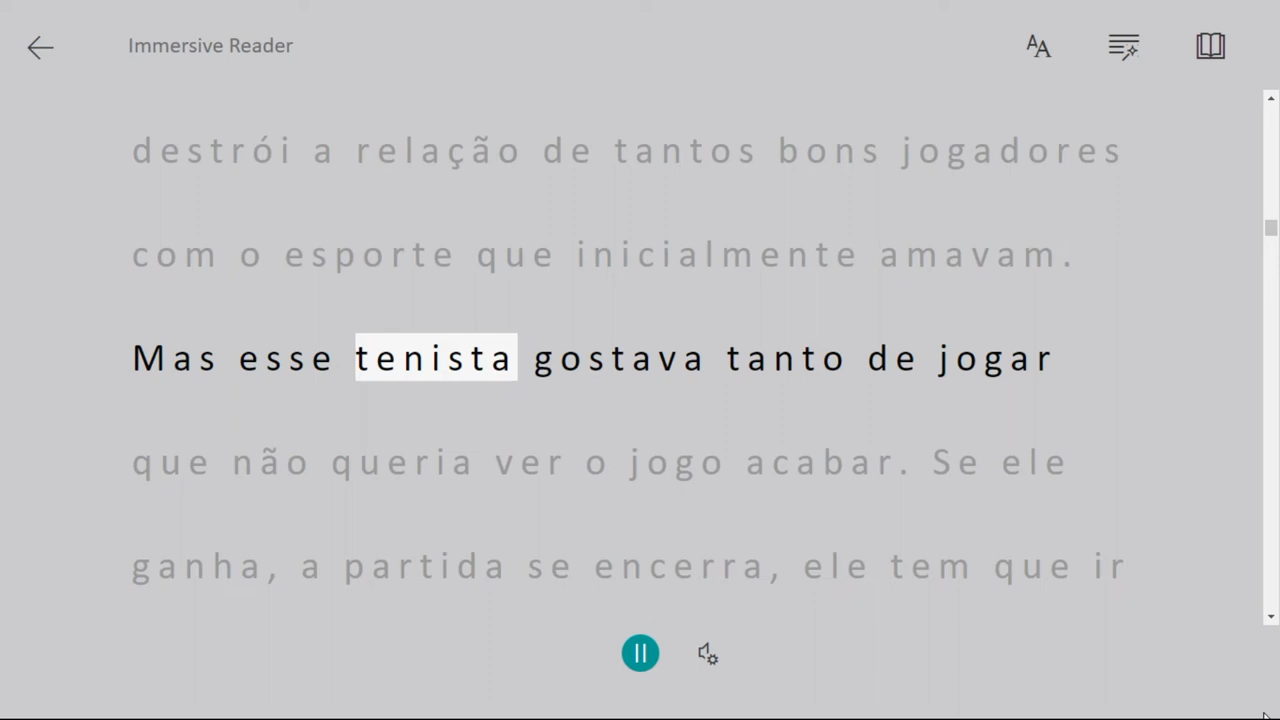 Immersive Reader
destrói a relação de tantos bons jogadores
com o esporte que inicialmente amavam.
Mas esse tenista gostava tanto de jogar
que não queria ver o jogo acabar. Se ele
ganha, a partida se encerra, ele tem que ir